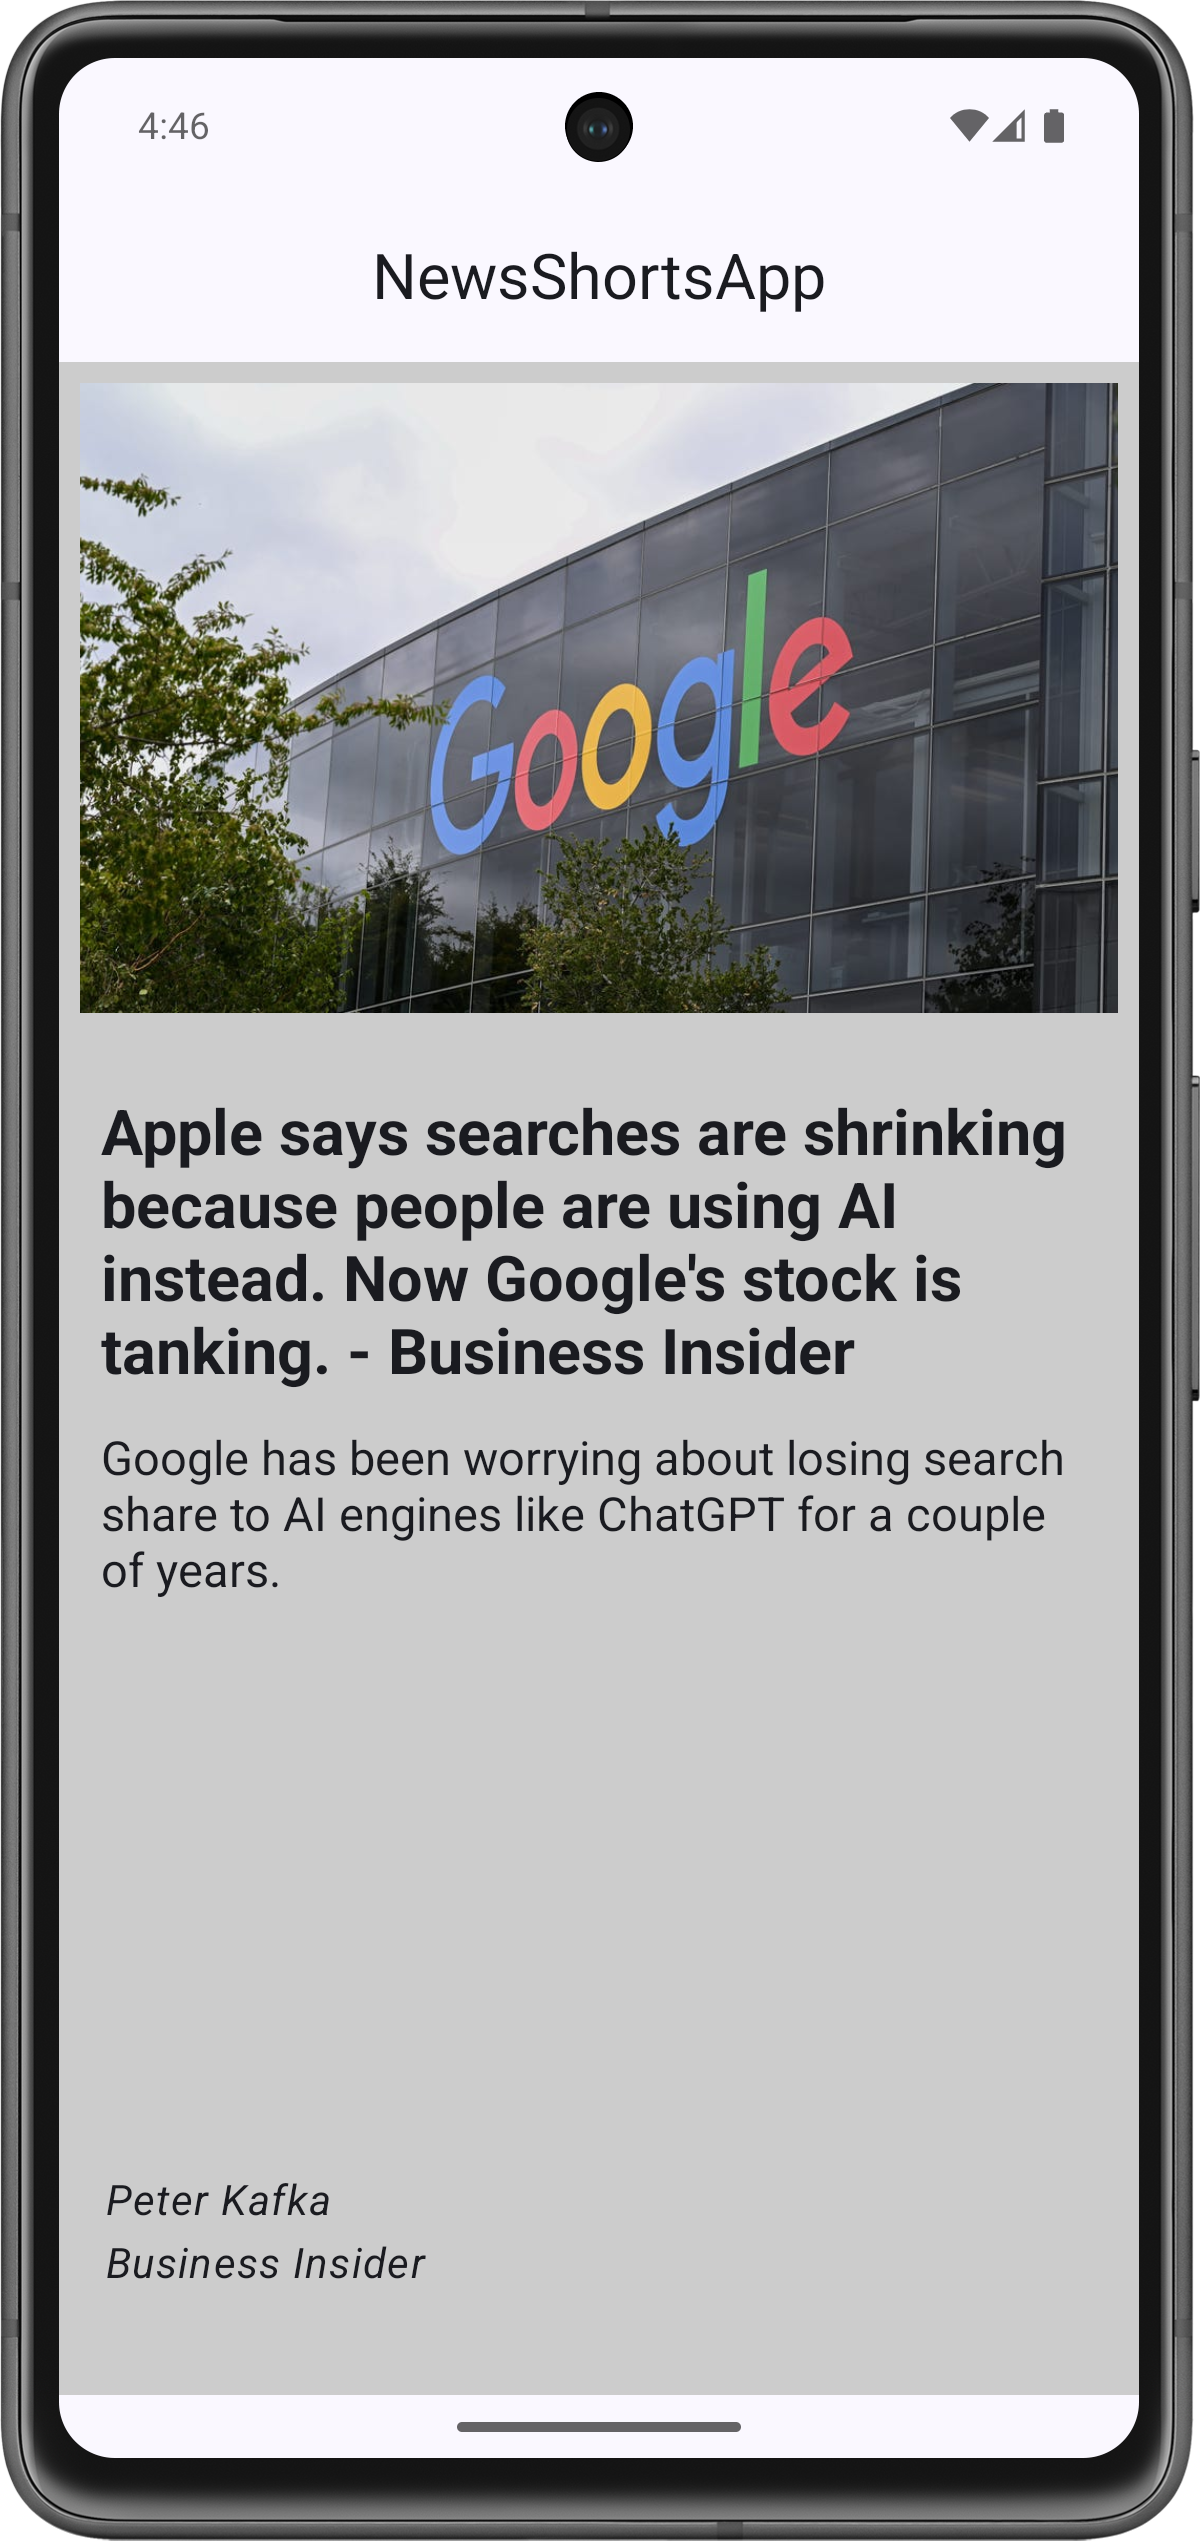 4:46
NewsShortsApp
Google
Apple says searches are shrinking
because people are using AI
instead. Now Google's stock is
tanking. - Business Insider
Google has been worrying about losing search
share to AI engines like ChatGPT for a couple
of years.
Peter Kafka
Business Insider